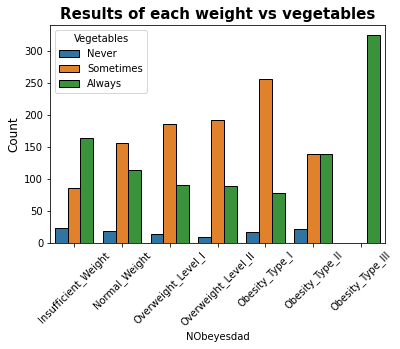 Results of each weight vs vegetables
Vegetables
Never
Sometimes
Always
Count
300
250
200
150
100
50
0
Insufficient_Weight
Normal_Weight
Overweight_Level_I
Overweight_Level_II
Obesity_Type_I
Obesity_Type_II
Obesity_Type_III
NObeyesdad